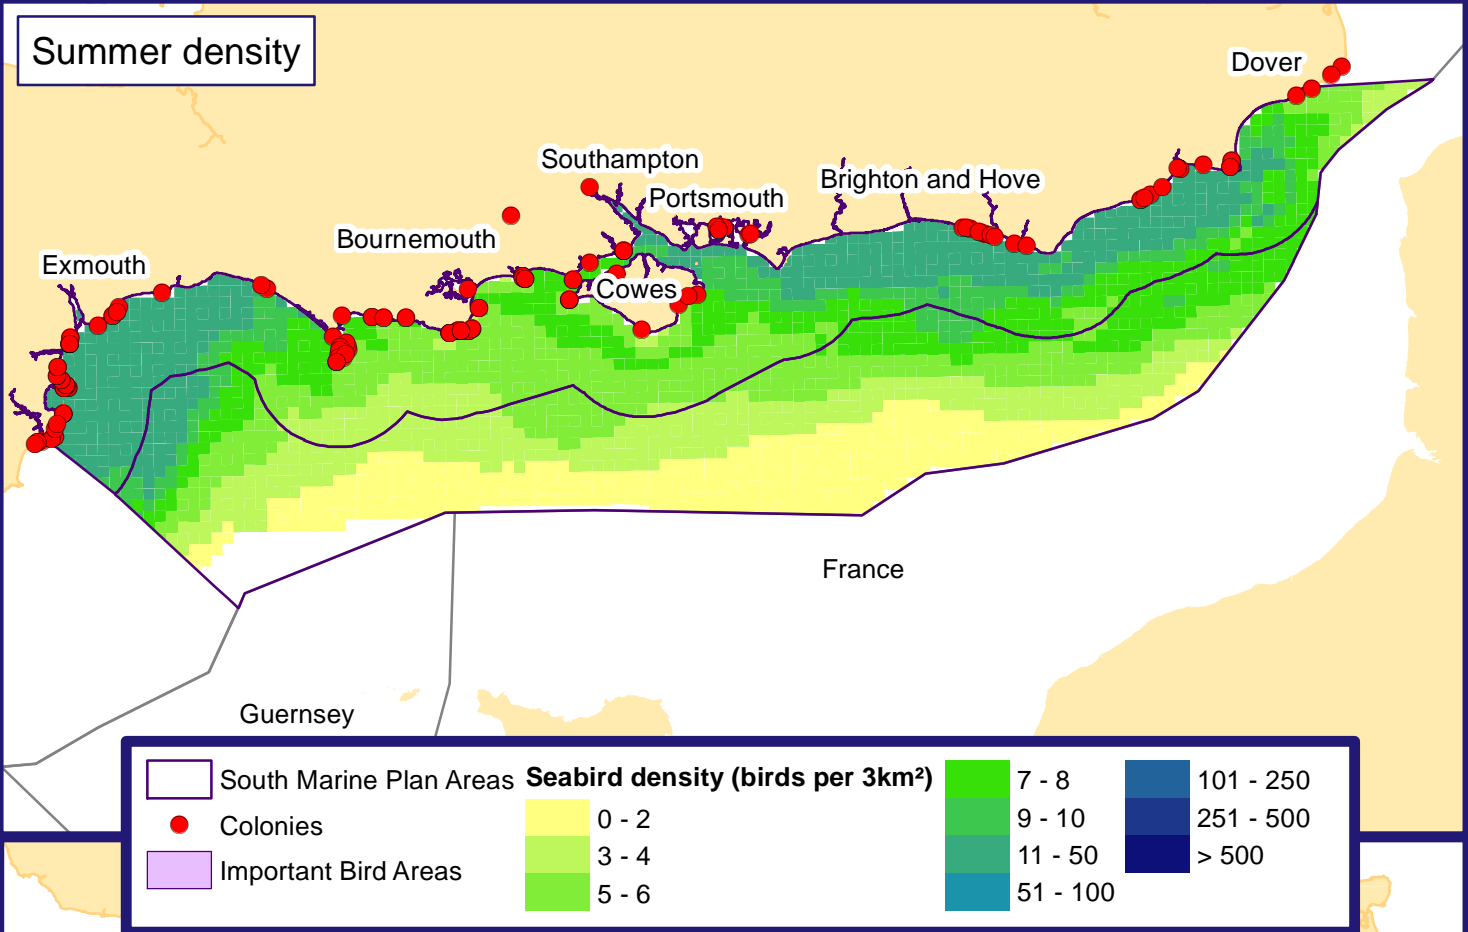 Summer density
Dover
Southampton
Portsmouth
Brighton and Hove
Bournemouth
Exmouth
Cowes
France
Guernsey
South Marine Plan Areas
Colonies
Important Bird Areas
Seabird density (birds per 3km²)
0 - 2
3 - 4
5 - 6
7 - 8
9 - 10
11 - 50
51 - 100
101 - 250
251 - 500
> 500